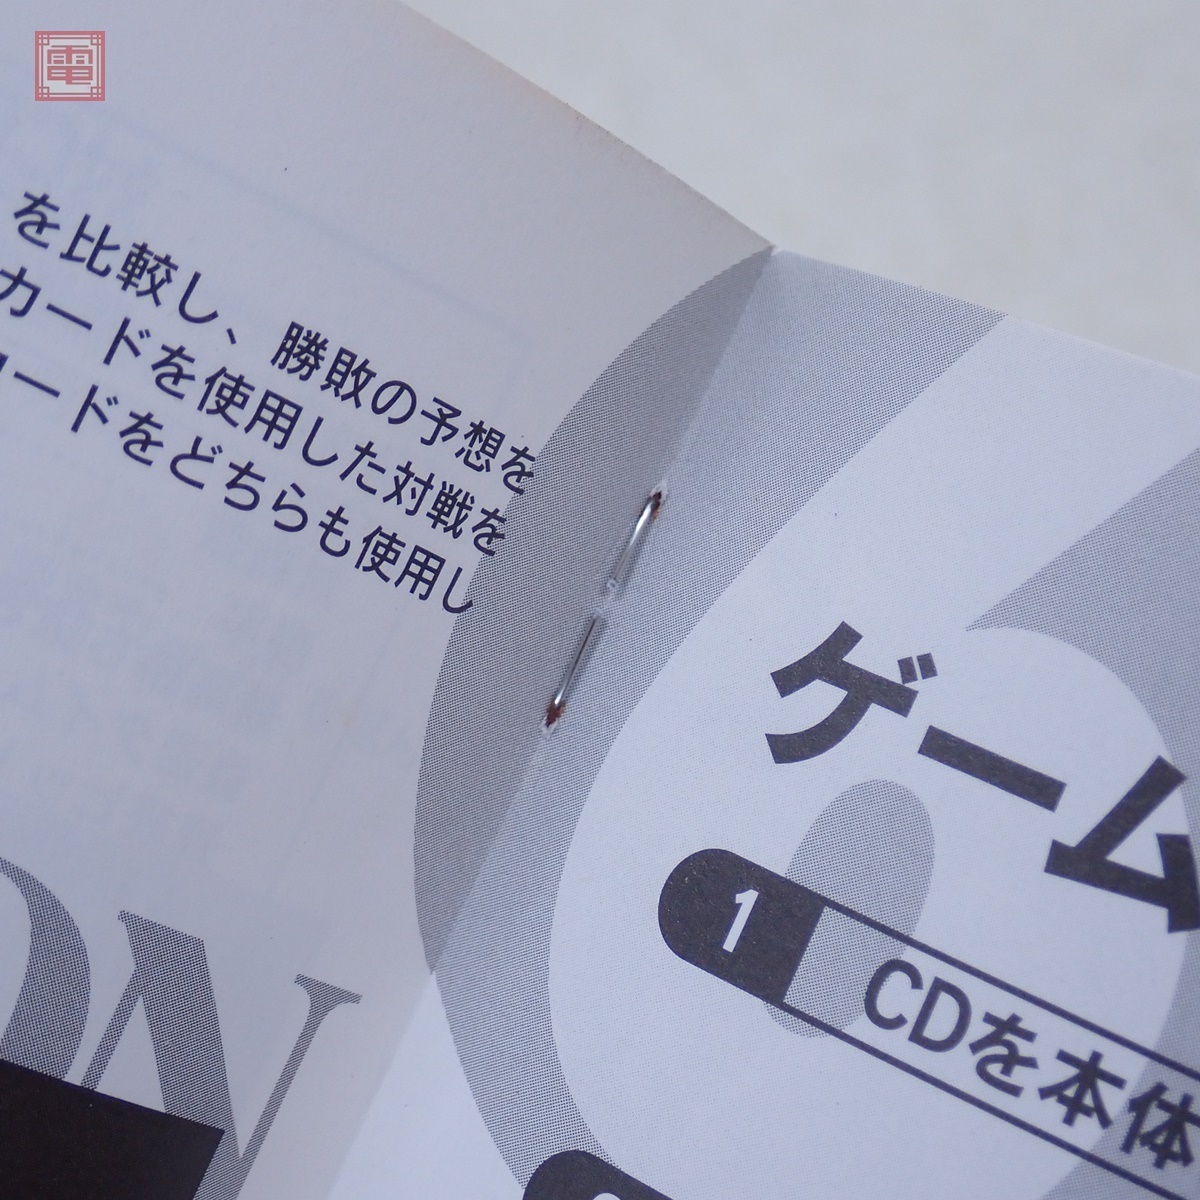 電
を比較し、勝敗の予想を
カードを使用した対戦を
ードをどちらも使用し
ON
ゲーム
1 CDを本体